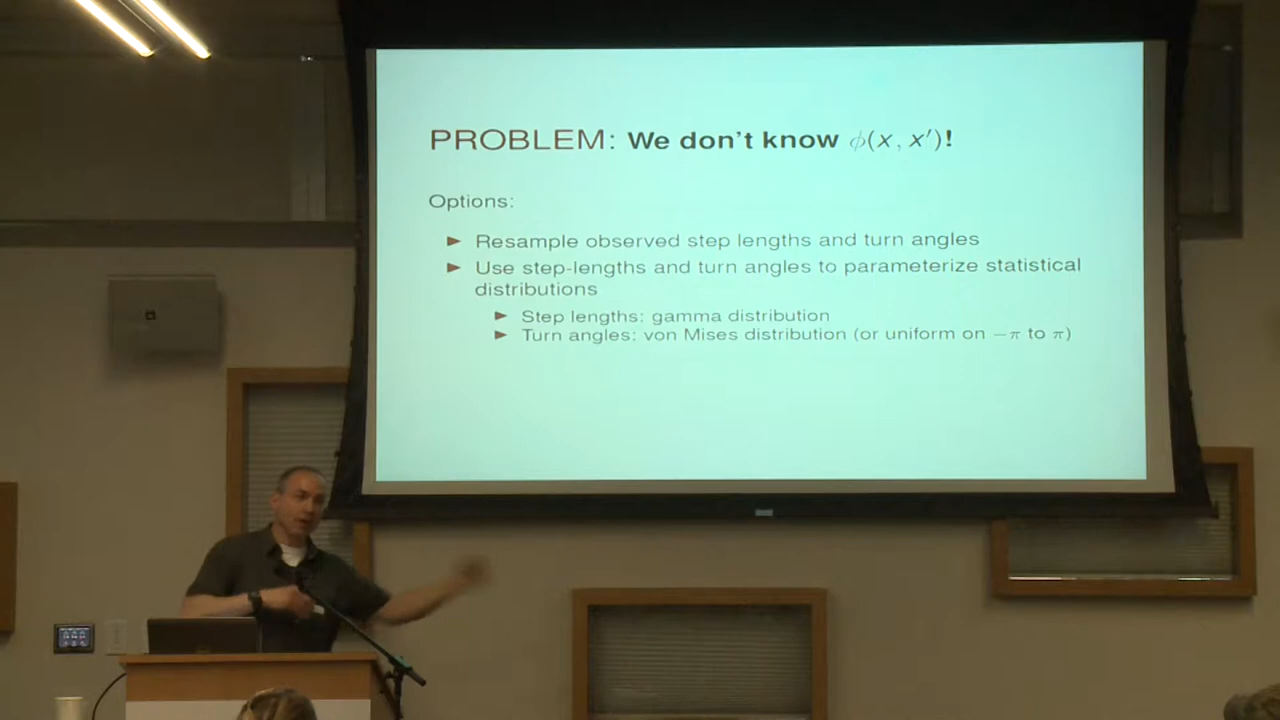 PROBLEM: We don't know ϕ(x, x′)!
Options:
► Resample observed step lengths and turn angles
► Use step-lengths and turn angles to parameterize statistical
distributions
► Step lengths: gamma distribution
► Turn angles: von Mises distribution (or uniform on −π to π)